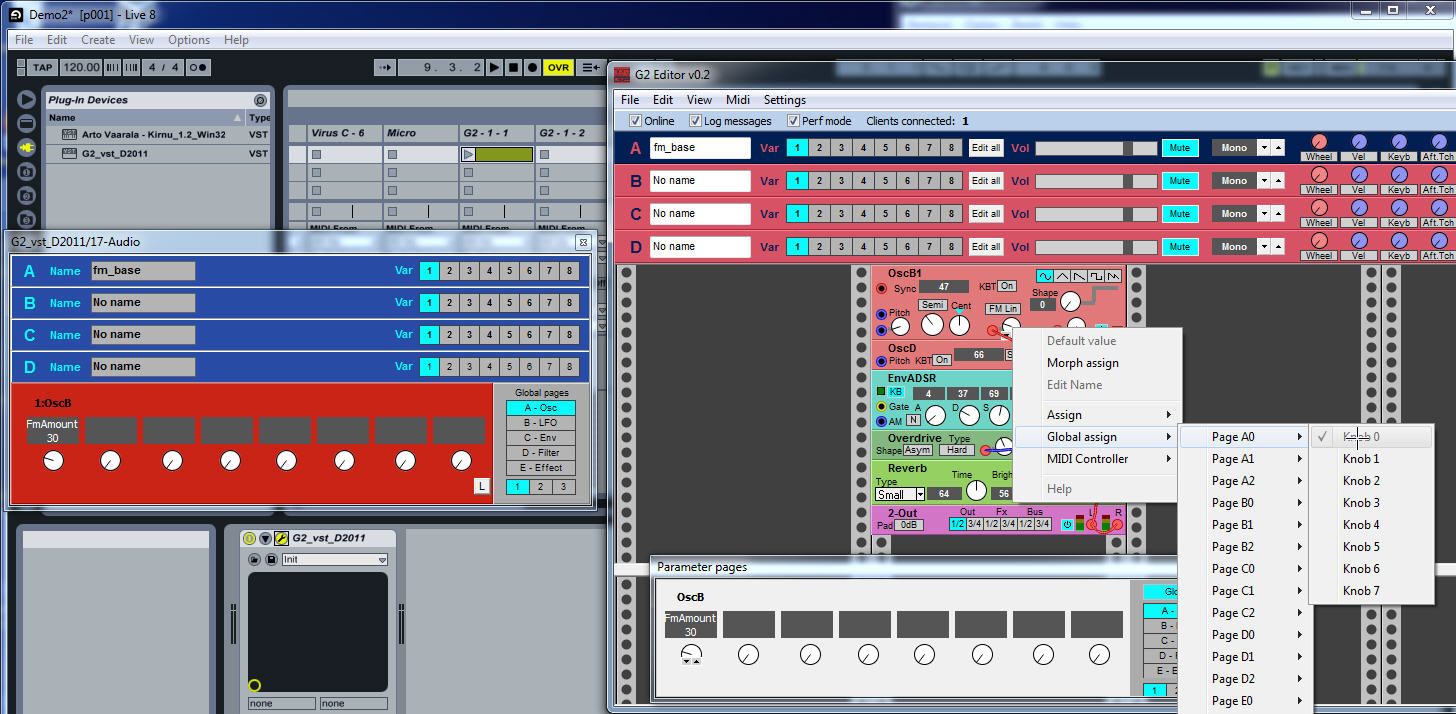 Demo2* [p001] - Live 8
File Edit Create View Options Help
TAP 120.00 4 / 4 9. 3. 2 OVR
Plug-In Devices
Name Type
Arto Vaarala - Kirnu_1.2_Win32 VST
G2_vst_D2011 VST
Virus C - 6 Micro G2 - 1 - 1 G2 - 1 - 2
MIDI From MIDI From MIDI From MIDI From
G2_vst_D2011/17-Audio
A Name fm_base Var 1 2 3 4 5 6 7 8
B Name No name Var 1 2 3 4 5 6 7 8
C Name No name Var 1 2 3 4 5 6 7 8
D Name No name Var 1 2 3 4 5 6 7 8
1:OscB
FmAmount
30
L
Global pages
A - Osc
B - LFO
C - Env
D - Filter
E - Effect
1 2 3
G2_vst_D2011
Init
none none
G2 Editor v0.2
File Edit View Midi Settings
Online Log messages Perf mode Clients connected: 1
A fm_base Var 1 2 3 4 5 6 7 8 Edit all Vol Mute Mono
Wheel Vel Keyb Aft.Tch
B No name Var 1 2 3 4 5 6 7 8 Edit all Vol Mute Mono
Wheel Vel Keyb Aft.Tch
C No name Var 1 2 3 4 5 6 7 8 Edit all Vol Mute Mono
Wheel Vel Keyb Aft.Tch
D No name Var 1 2 3 4 5 6 7 8 Edit all Vol Mute Mono
Wheel Vel Keyb Aft.Tch
OscB1
Sync 47 KBT On Shape 0
Pitch Semi Cent FM Lin
OscD
Pitch KBT On 66
EnvADSR
KB 4 37 69
Gate A D S
AM N
Overdrive Type
Shape Asym Hard
Reverb
Type Time Brigh
Small 64 56
2-Out Out Fx Bus L R
Pad 0dB 1/2 3/4 1/2 3/4 1/2 3/4
Default value
Morph assign
Edit Name
Assign
Global assign
MIDI Controller
Help
Page A0
Page A1
Page A2
Page B0
Page B1
Page B2
Page C0
Page C1
Page C2
Page D0
Page D1
Page D2
Page E0
Knob 0
Knob 1
Knob 2
Knob 3
Knob 4
Knob 5
Knob 6
Knob 7
Parameter pages
OscB
FmAmount
30
Glo
A -
B -
C -
D - F
E - E
1 2